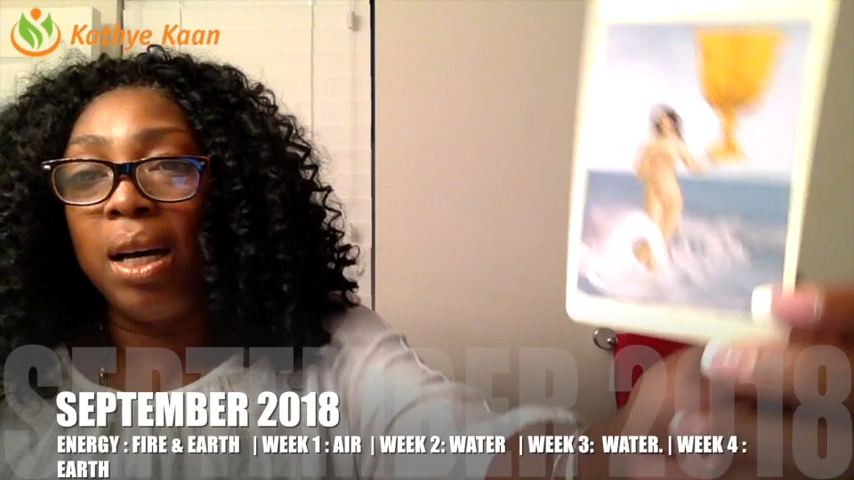 Kathye Kaan
SEPTEMBER 2018
SEPTEMBER 2018
ENERGY : FIRE & EARTH | WEEK 1 : AIR | WEEK 2: WATER | WEEK 3: WATER. | WEEK 4 :
EARTH